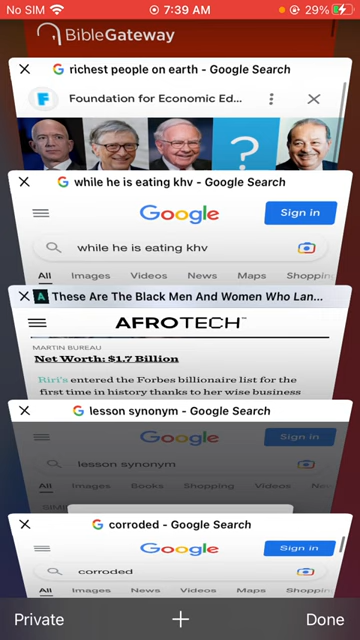 No SIM 7:39 AM 29%
BibleGateway
richest people on earth - Google Search
Foundation for Economic Ed...
?
while he is eating khv - Google Search
Google Sign in
while he is eating khv
All Images Videos News Maps Shoppin
These Are The Black Men And Women Who Lan...
AFROTECH
MARTIN BUREAU
Net Worth: $1.7 Billion
Riri's entered the Forbes billionaire list for the
first time in history thanks to her wise business
lesson synonym - Google Search
Google Sign in
lesson synonym
All Images Books Shopping Videos
corroded - Google Search
Google Sign in
corroded
All Images News Videos Maps Shopping
Private + Done